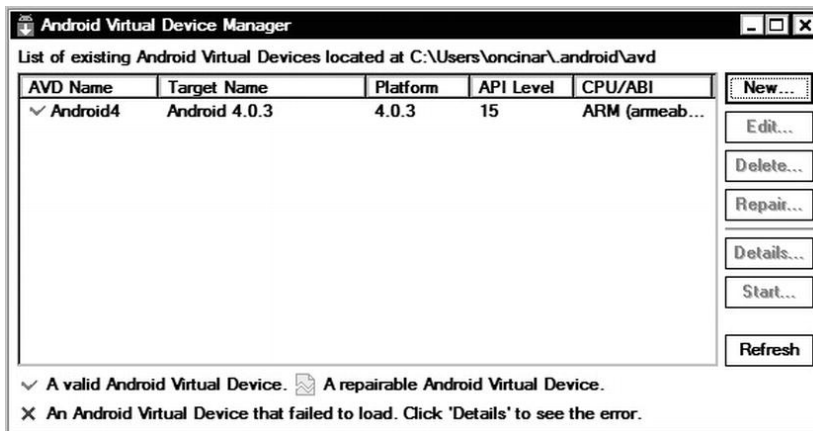 Android Virtual Device Manager
List of existing Android Virtual Devices located at C:\Users\oncinar\.android\avd
AVD Name Target Name Platform API Level CPU/ABI
Android4 Android 4.0.3 4.0.3 15 ARM (armeab...
New...
Edit...
Delete...
Repair...
Details...
Start...
Refresh
A valid Android Virtual Device. A repairable Android Virtual Device.
An Android Virtual Device that failed to load. Click 'Details' to see the error.